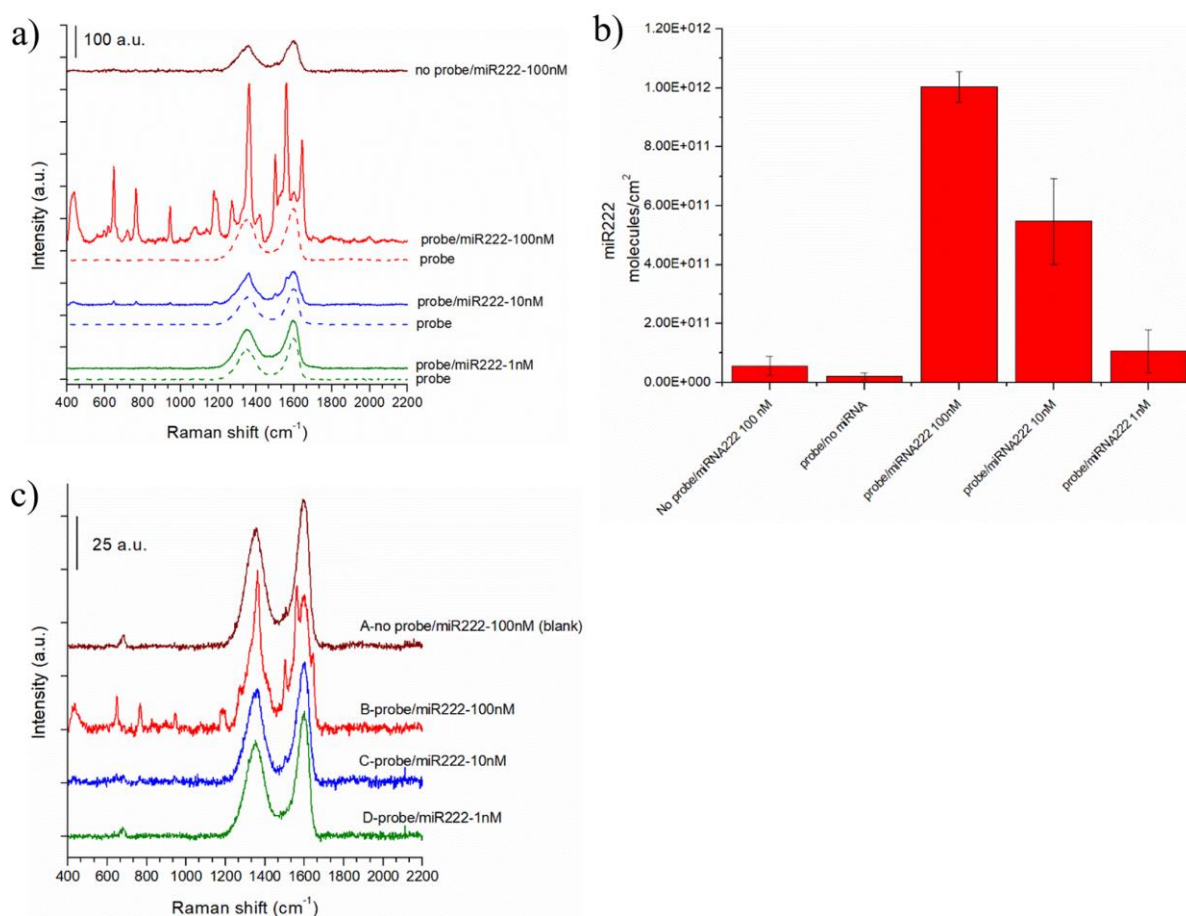 a)
100 a.u.
no probe/miR222-100nM
probe/miR222-100nM
probe
probe/miR222-10nM
probe
probe/miR222-1nM
probe
Intensity (a.u.)
400 600 800 1000 1200 1400 1600 1800 2000 2200
Raman shift (cm⁻¹)
b)
1.20E+012
1.00E+012
8.00E+011
6.00E+011
4.00E+011
2.00E+011
0.00E+000
miR222
molecules/cm²
No probe/miRNA222 100 nM
probe/no miRNA
probe/miRNA222 100nM
probe/miRNA222 10nM
probe/miRNA222 1nM
c)
25 a.u.
A-no probe/miR222-100nM (blank)
B-probe/miR222-100nM
C-probe/miR222-10nM
D-probe/miR222-1nM
Intensity (a.u.)
400 600 800 1000 1200 1400 1600 1800 2000 2200
Raman shift (cm⁻¹)